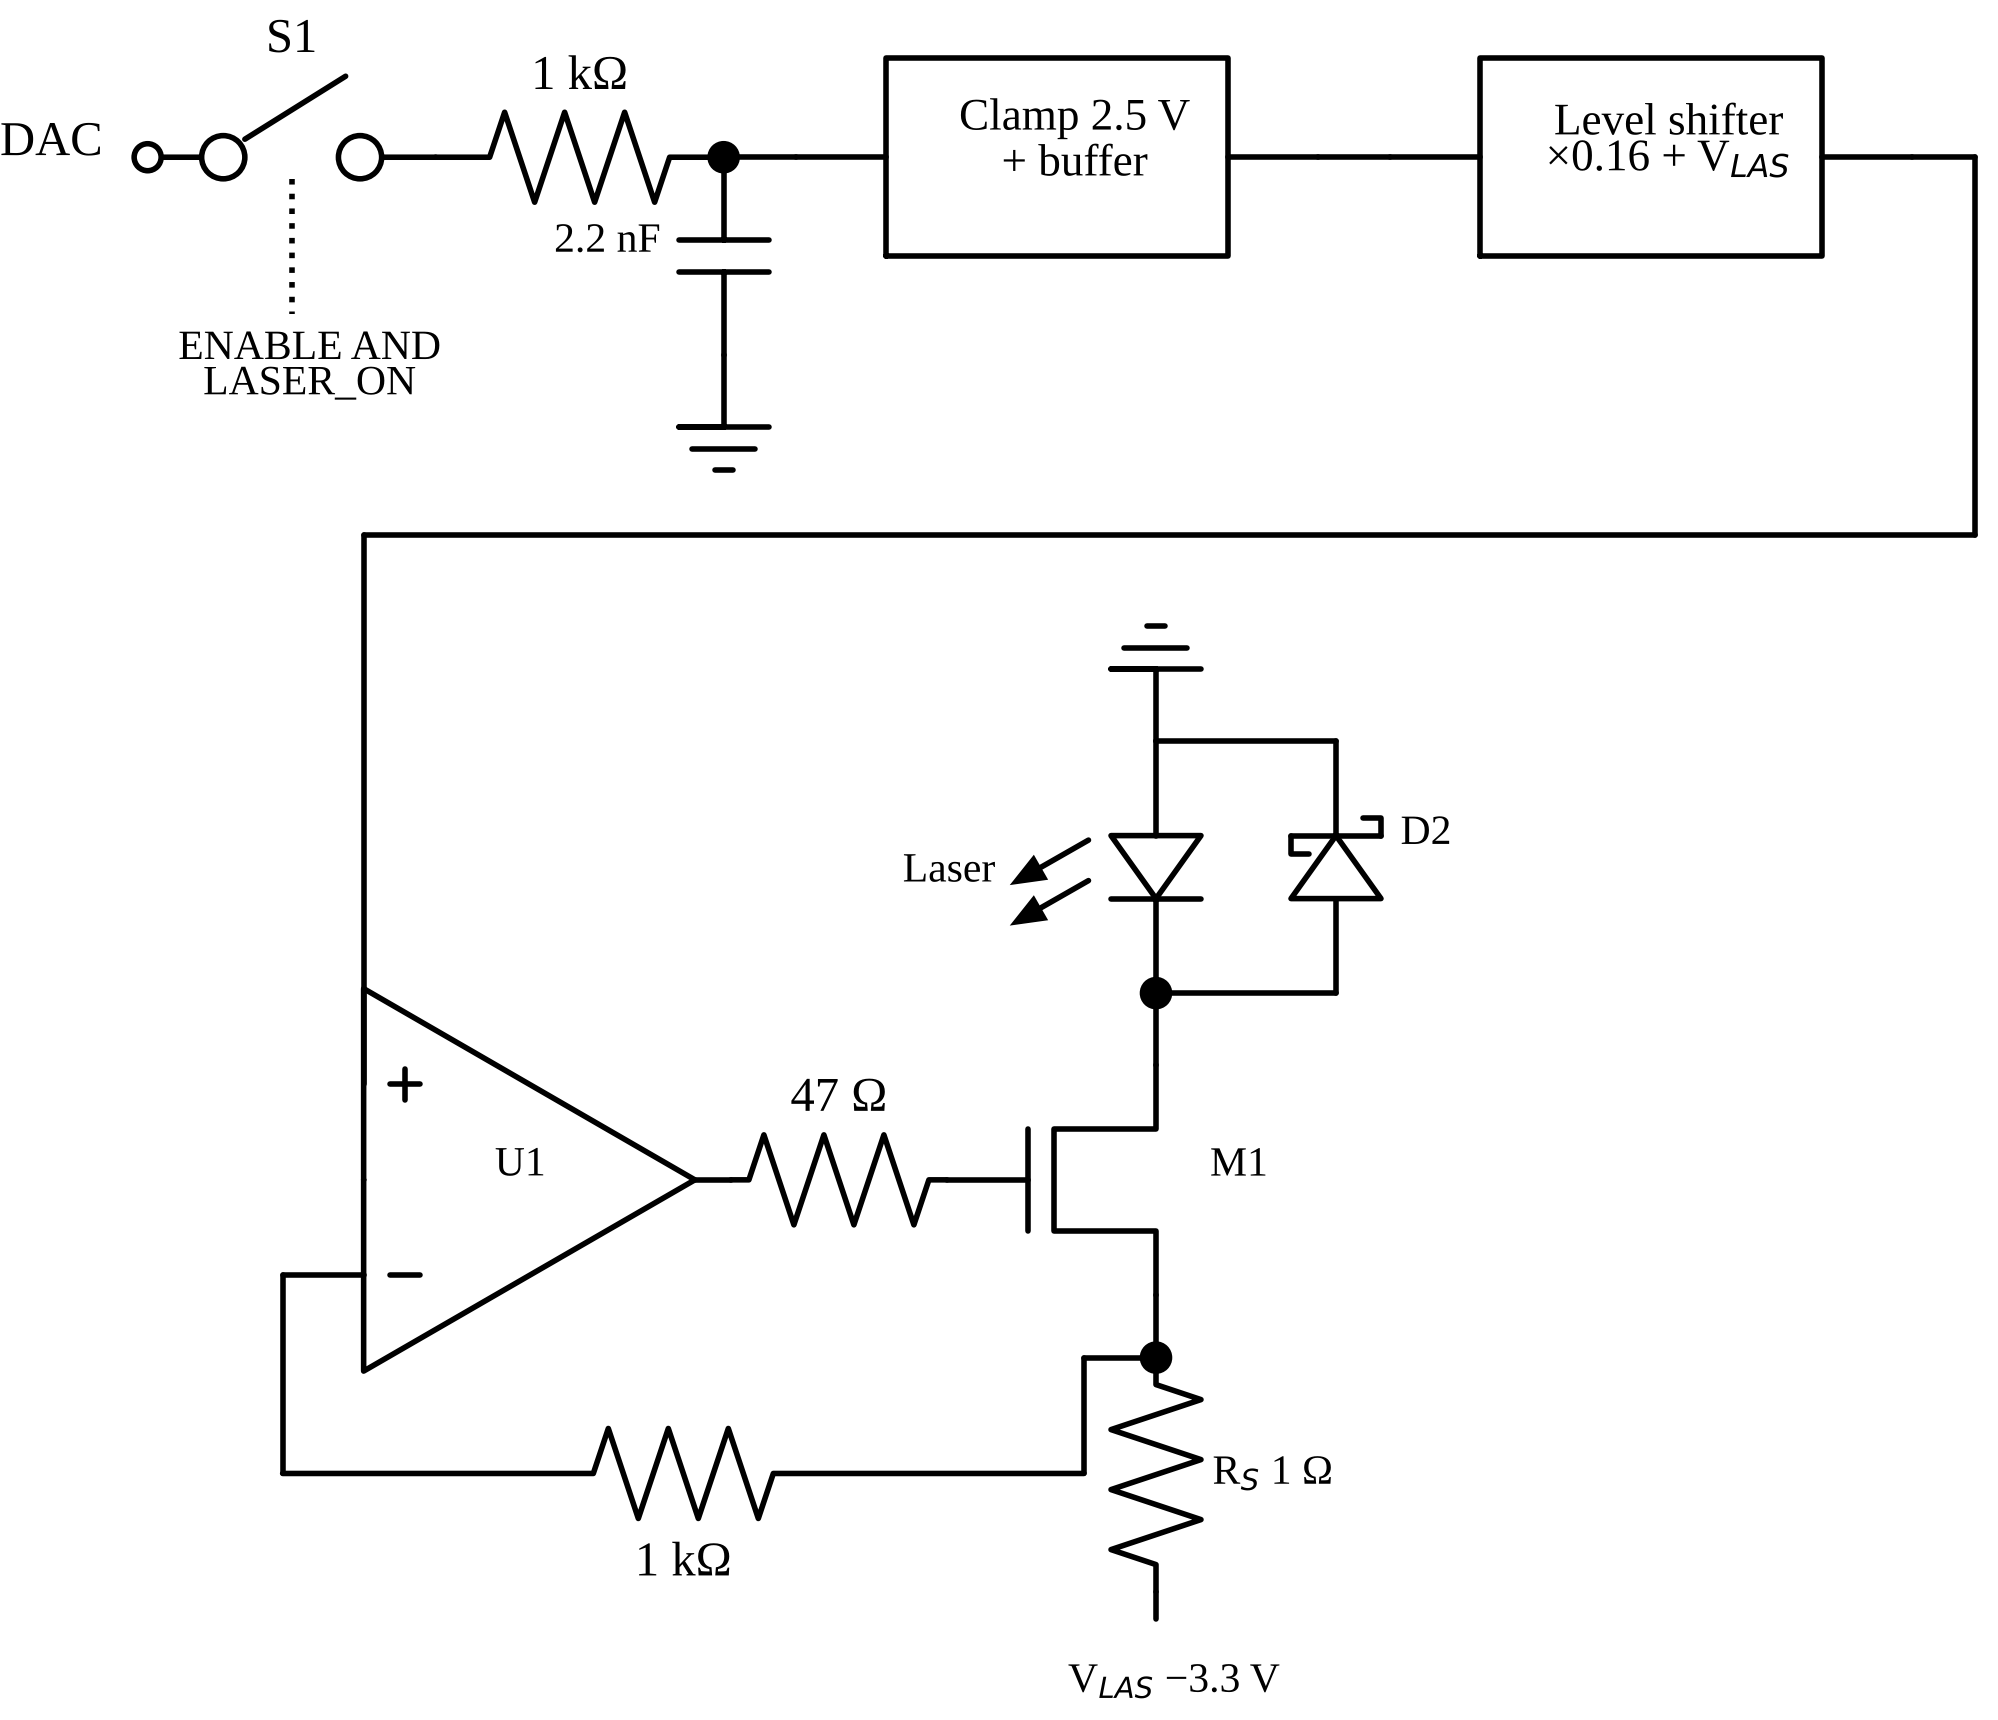 S1
DAC
1 kΩ
2.2 nF
ENABLE AND
LASER_ON
Clamp 2.5 V
+ buffer
Level shifter
×0.16 + V_LAS
Laser
D2
+
U1
−
47 Ω
M1
1 kΩ
R_S 1 Ω
V_LAS −3.3 V